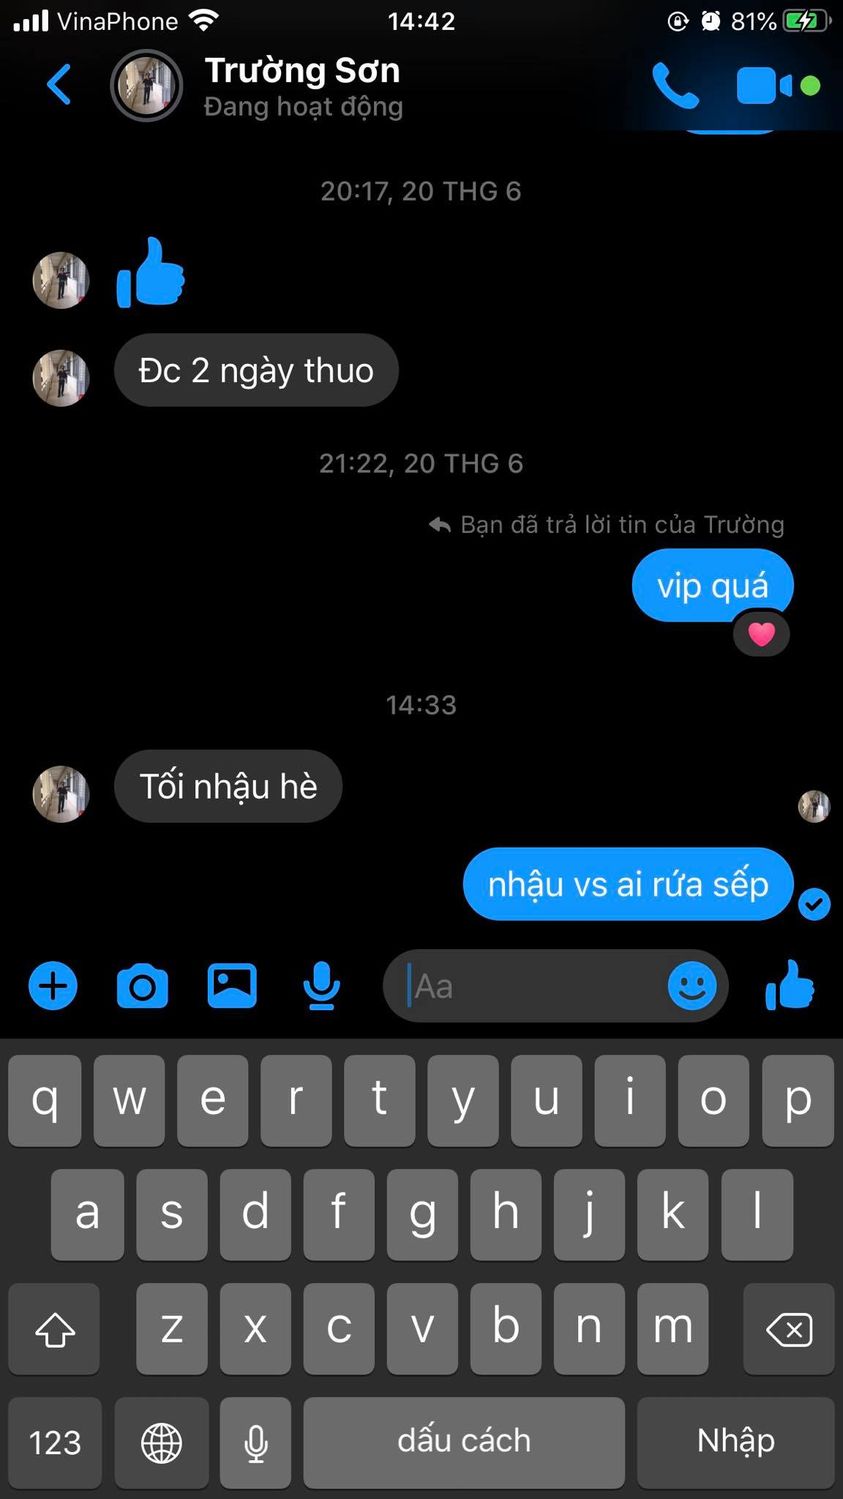 VinaPhone 14:42 81%
Trường Sơn
Đang hoạt động
20:17, 20 THG 6
Đc 2 ngày thuo
21:22, 20 THG 6
Bạn đã trả lời tin của Trường
vip quá
14:33
Tối nhậu hè
nhậu vs ai rứa sếp
Aa
q w e r t y u i o p
a s d f g h j k l
z x c v b n m
123 dấu cách Nhập